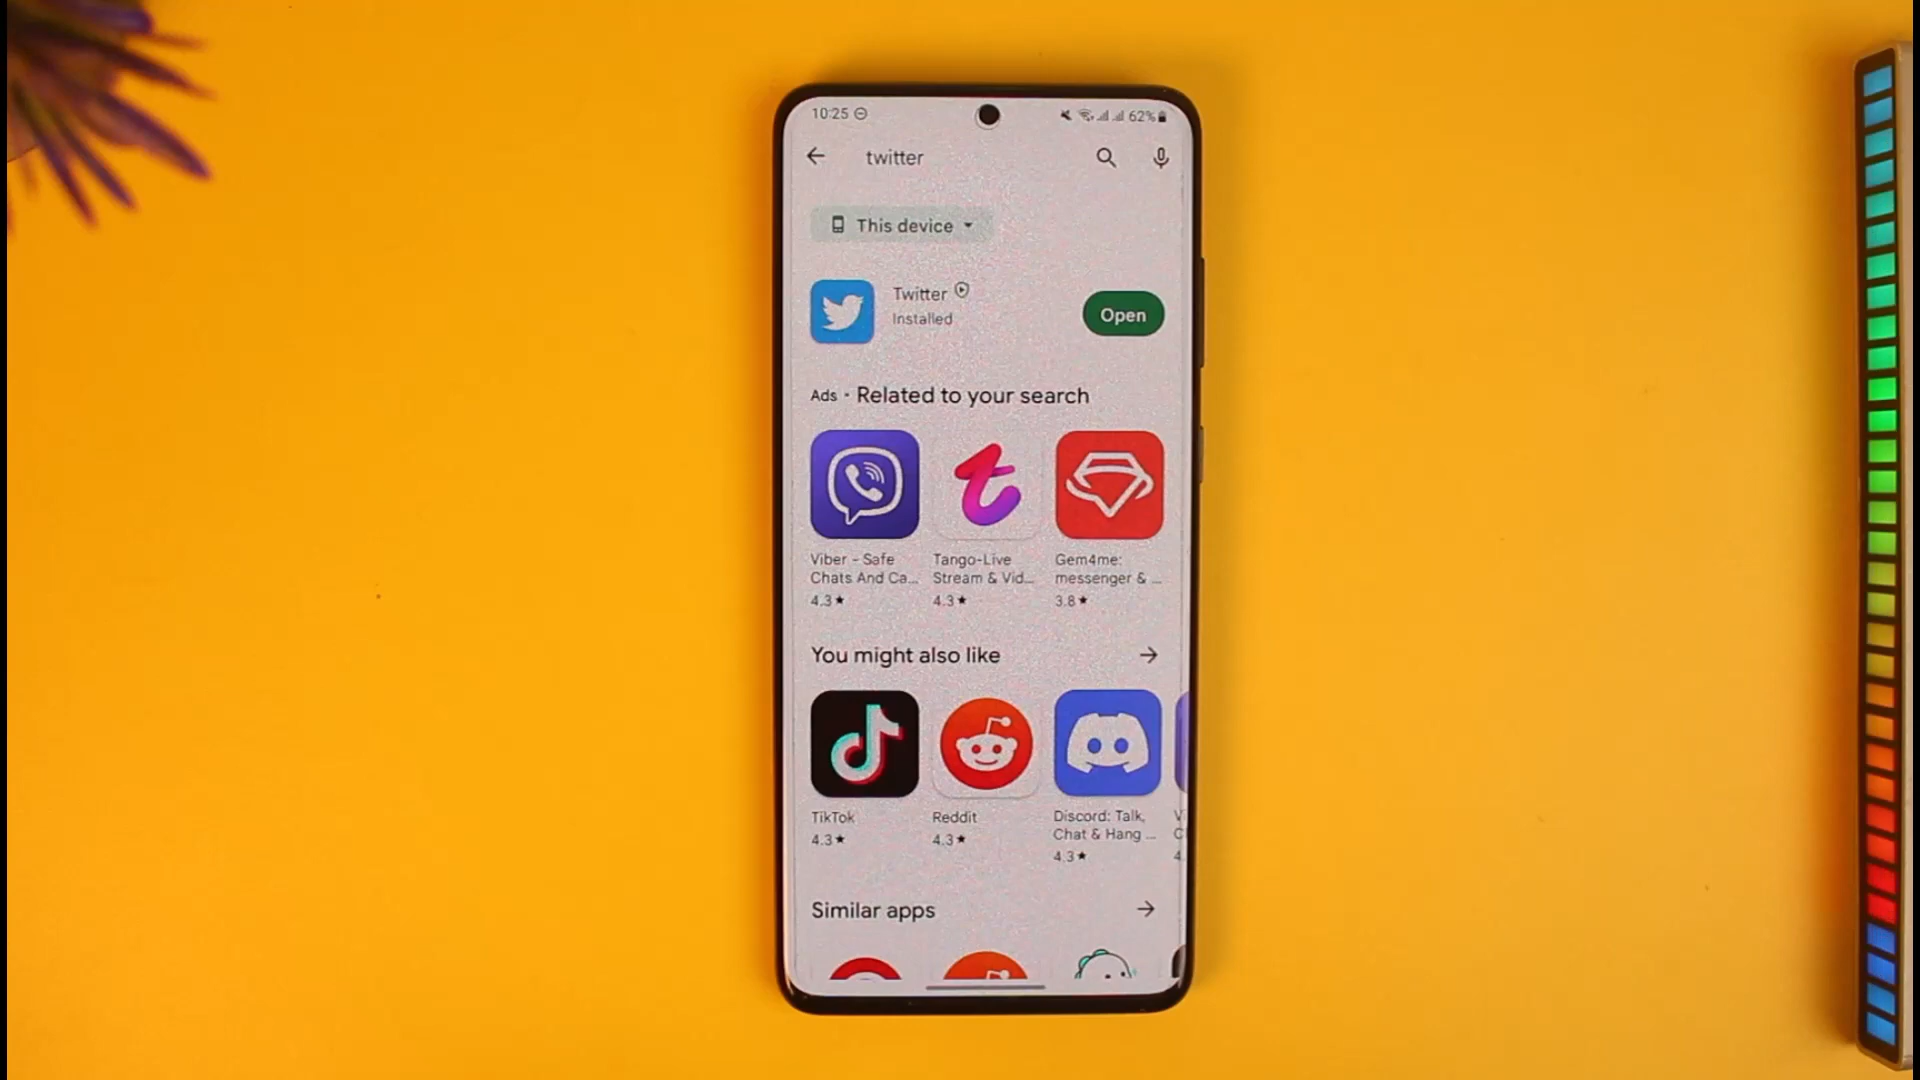 10:25 62%
twitter
This device
Twitter
Installed
Open
Ads · Related to your search
Viber - Safe Chats And Ca...
4.3★
Tango-Live Stream & Vid...
4.3★
Gem4me: messenger & ...
3.8★
You might also like
TikTok
4.3★
Reddit
4.3★
Discord: Talk, Chat & Hang ...
4.3★
V
C
4.
Similar apps